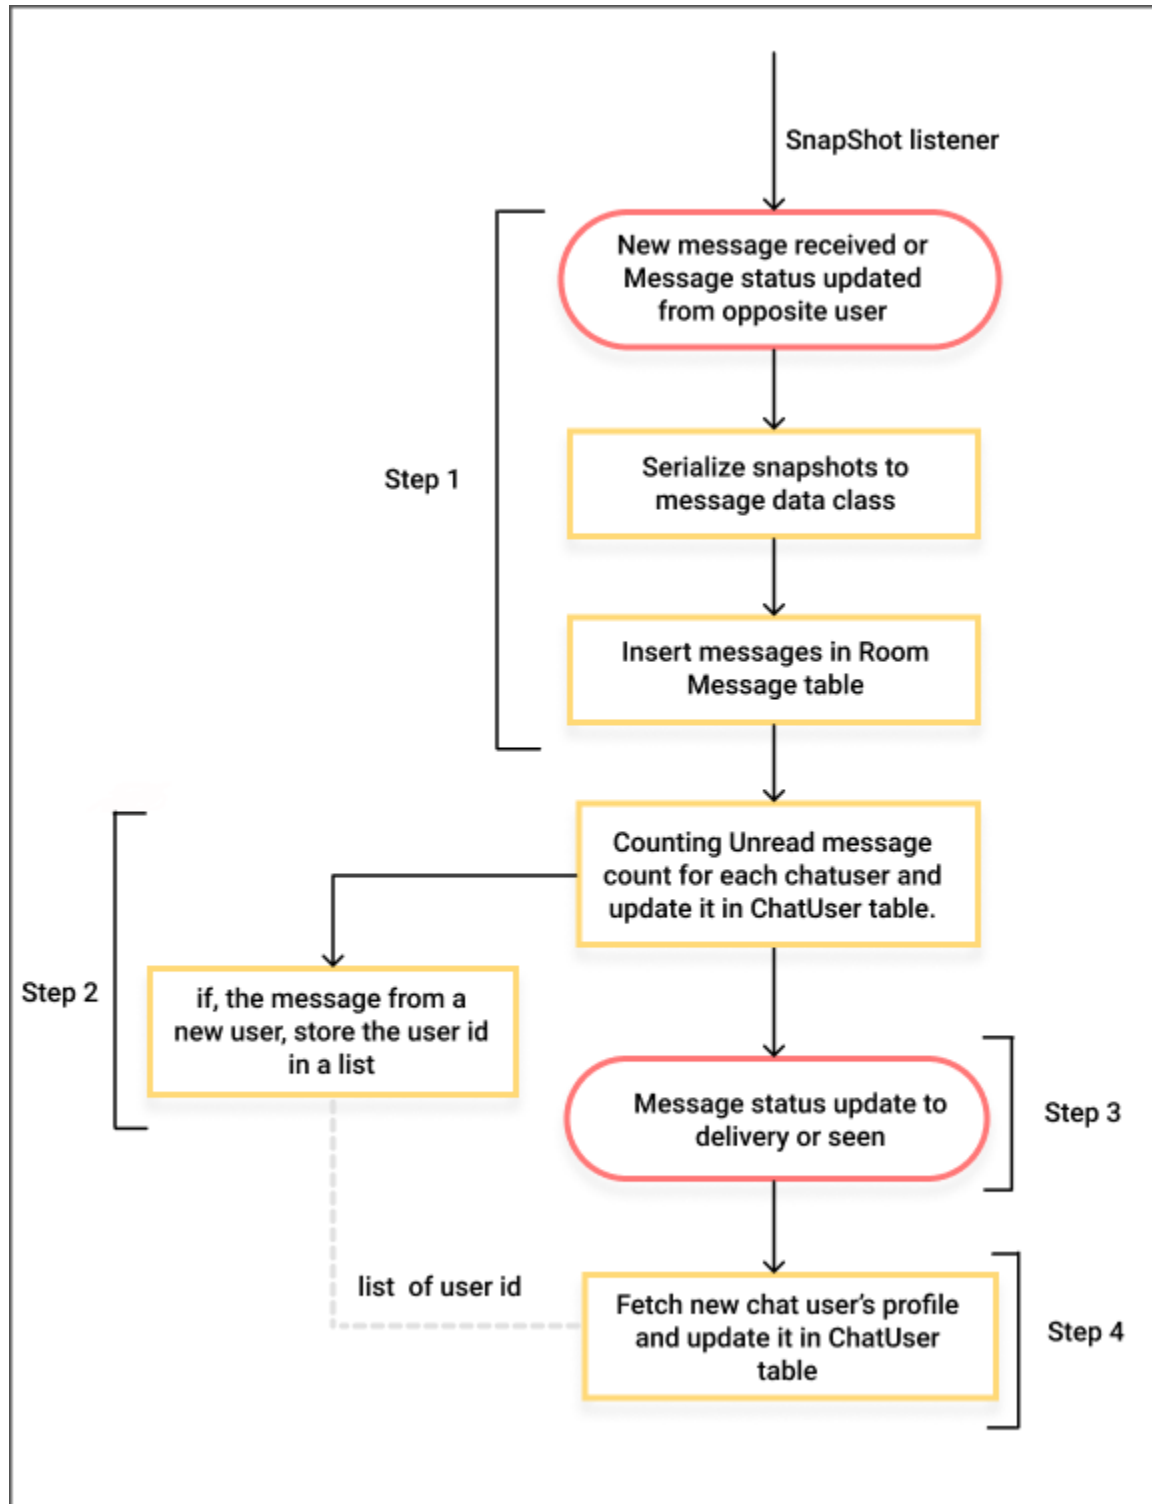 SnapShot listener
New message received or
Message status updated
from opposite user
Step 1
Serialize snapshots to
message data class
Insert messages in Room
Message table
Counting Unread message
count for each chatuser and
update it in ChatUser table.
Step 2
if, the message from a
new user, store the user id
in a list
Message status update to
delivery or seen
Step 3
list of user id
Fetch new chat user's profile
and update it in ChatUser
table
Step 4